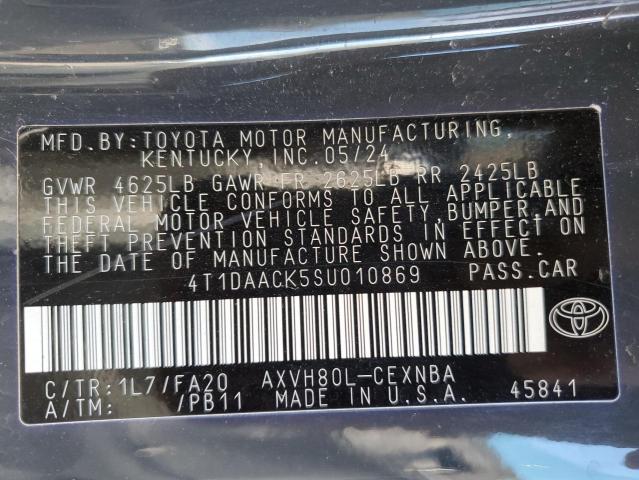 MFD.BY:TOYOTA MOTOR MANUFACTURING,
KENTUCKY,INC.05/24
GVWR 4625LB GAWR FR 2625LB RR 2425LB
THIS VEHICLE CONFORMS TO ALL APPLICABLE
FEDERAL MOTOR VEHICLE SAFETY,BUMPER,AND
THEFT PREVENTION STANDARDS IN EFFECT ON
THE DATE OF MANUFACTURE SHOWN ABOVE.
4T1DAACK5SU010869 PASS.CAR
C/TR:1L7/FA20 AXVH80L-CEXNBA
A/TM: /PB11 MADE IN U.S.A. 45841